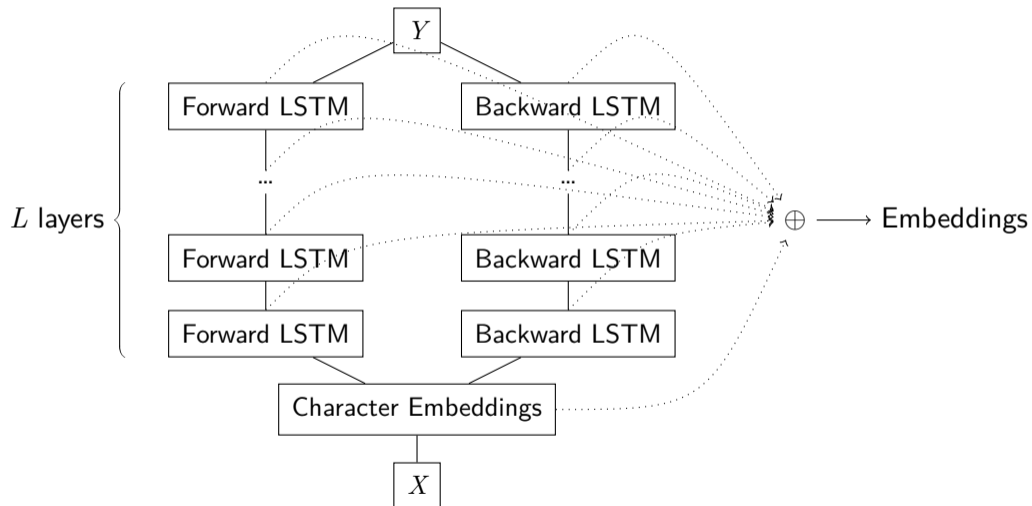 Y
Forward LSTM Backward LSTM
... ...
L layers ⊕ Embeddings
Forward LSTM Backward LSTM
Forward LSTM Backward LSTM
Character Embeddings
X